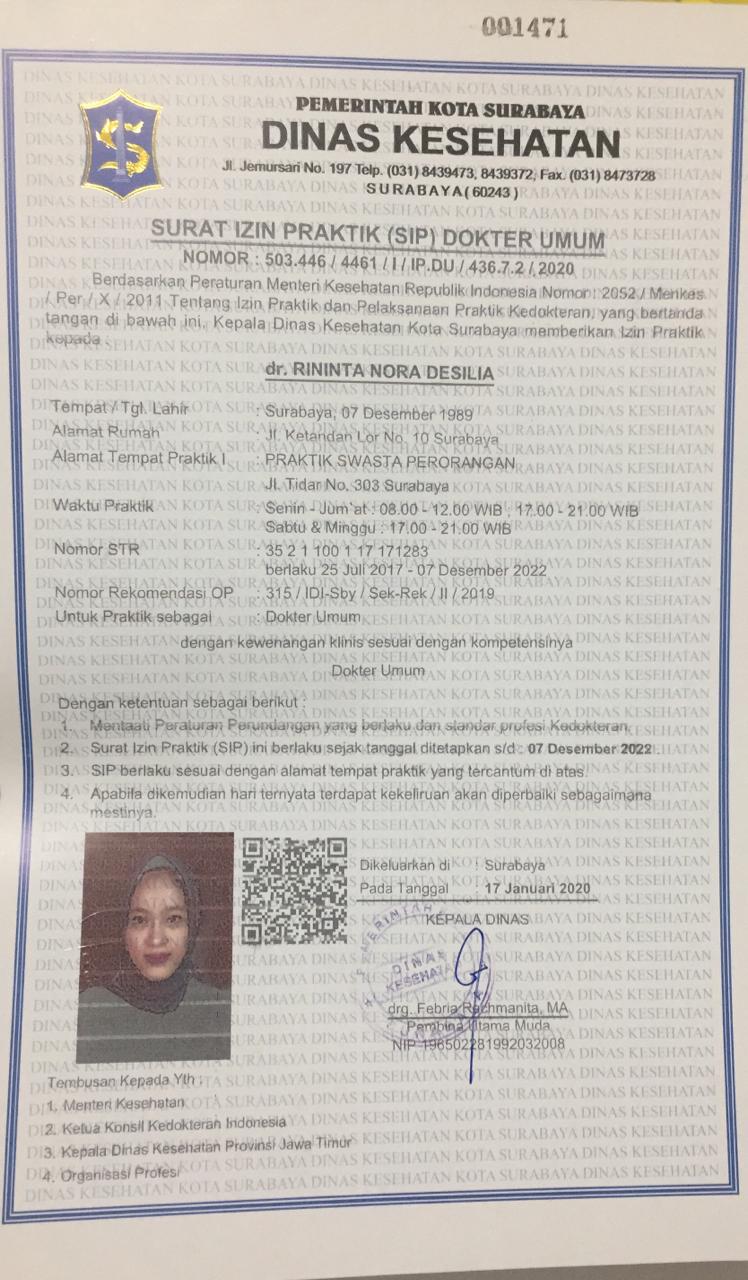 001471
PEMERINTAH KOTA SURABAYA
DINAS KESEHATAN
Jl. Jemursari No. 197 Telp. (031) 8439473, 8439372, Fax. (031) 8473728
SURABAYA ( 60243 )
SURAT IZIN PRAKTIK (SIP) DOKTER UMUM
NOMOR : 503.446 / 4461 / I / IP.DU / 436.7.2 / 2020
Berdasarkan Peraturan Menteri Kesehatan Republik Indonesia Nomor: 2052 / Menkes
/ Per / X / 2011 Tentang Izin Praktik dan Pelaksanaan Praktik Kedokteran, yang bertanda
tangan di bawah ini, Kepala Dinas Kesehatan Kota Surabaya memberikan Izin Praktik
kepada :
dr. RININTA NORA DESILIA
Tempat / Tgl. Lahir : Surabaya, 07 Desember 1989
Alamat Rumah : Jl. Ketandan Lor No. 10 Surabaya
Alamat Tempat Praktik I : PRAKTIK SWASTA PERORANGAN
Jl. Tidar No. 303 Surabaya
Waktu Praktik : Senin - Jum`at : 08.00 - 12.00 WIB ; 17.00 - 21.00 WIB
Sabtu & Minggu : 17.00 - 21.00 WIB
Nomor STR : 35 2 1 100 1 17 171283
berlaku 25 Juli 2017 - 07 Desember 2022
Nomor Rekomendasi OP : 315 / IDI-Sby / Sek-Rek / II / 2019
Untuk Praktik sebagai : Dokter Umum
dengan kewenangan klinis sesuai dengan kompetensinya
Dokter Umum
Dengan ketentuan sebagai berikut :
1. Mentaati Peraturan Perundangan yang berlaku dan standar profesi Kedokteran.
2. Surat Izin Praktik (SIP) ini berlaku sejak tanggal ditetapkan s/d : 07 Desember 2022 .
3. SIP berlaku sesuai dengan alamat tempat praktik yang tercantum di atas.
4. Apabila dikemudian hari ternyata terdapat kekeliruan akan diperbaiki sebagaimana
mestinya.
Dikeluarkan di : Surabaya
Pada Tanggal : 17 Januari 2020
KEPALA DINAS
PEMERINTAH
DINAS
KESEHATAN
drg. Febria Rachmanita, MA
Pembina Utama Muda
NIP 196502281992032008
Tembusan Kepada Yth :
1. Menteri Kesehatan
2. Ketua Konsil Kedokteran Indonesia
3. Kepala Dinas Kesehatan Provinsi Jawa Timur
4. Organisasi Profesi